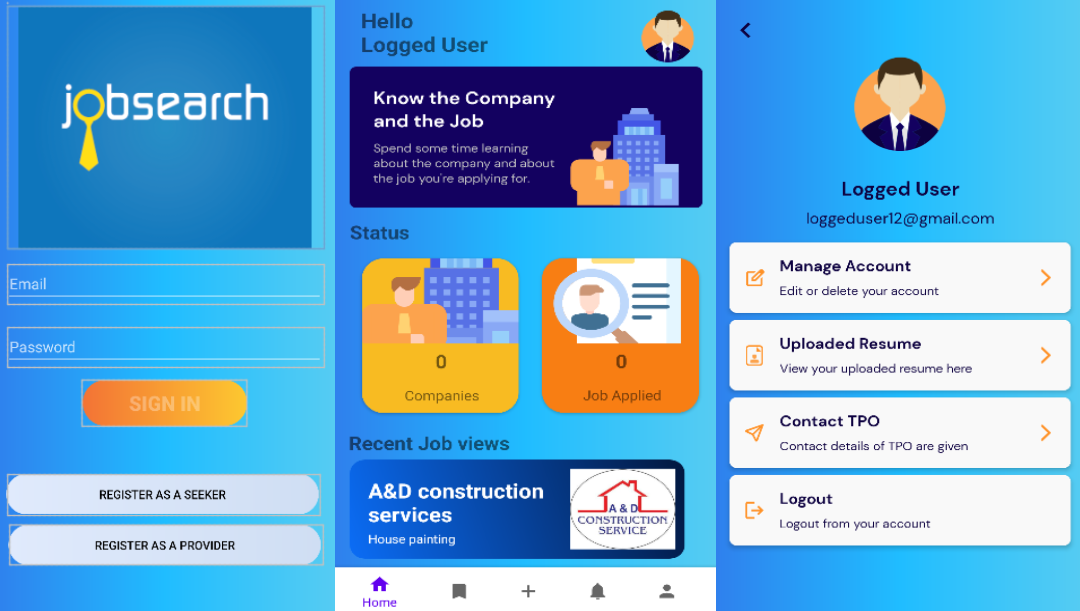 jobsearch
Email
Password
SIGN IN
REGISTER AS A SEEKER
REGISTER AS A PROVIDER
Hello
Logged User
Know the Company
and the Job
Spend some time learning
about the company and about
the job you're applying for.
Status
0
Companies
0
Job Applied
Recent Job views
A&D construction
services
House painting
A & D
CONSTRUCTION
SERVICE
Home
Logged User
loggeduser12@gmail.com
Manage Account
Edit or delete your account
Uploaded Resume
View your uploaded resume here
Contact TPO
Contact details of TPO are given
Logout
Logout from your account